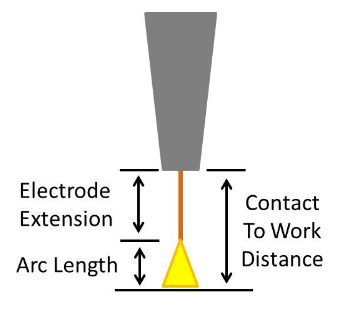 Electrode
Extension
Arc Length
Contact
To Work
Distance